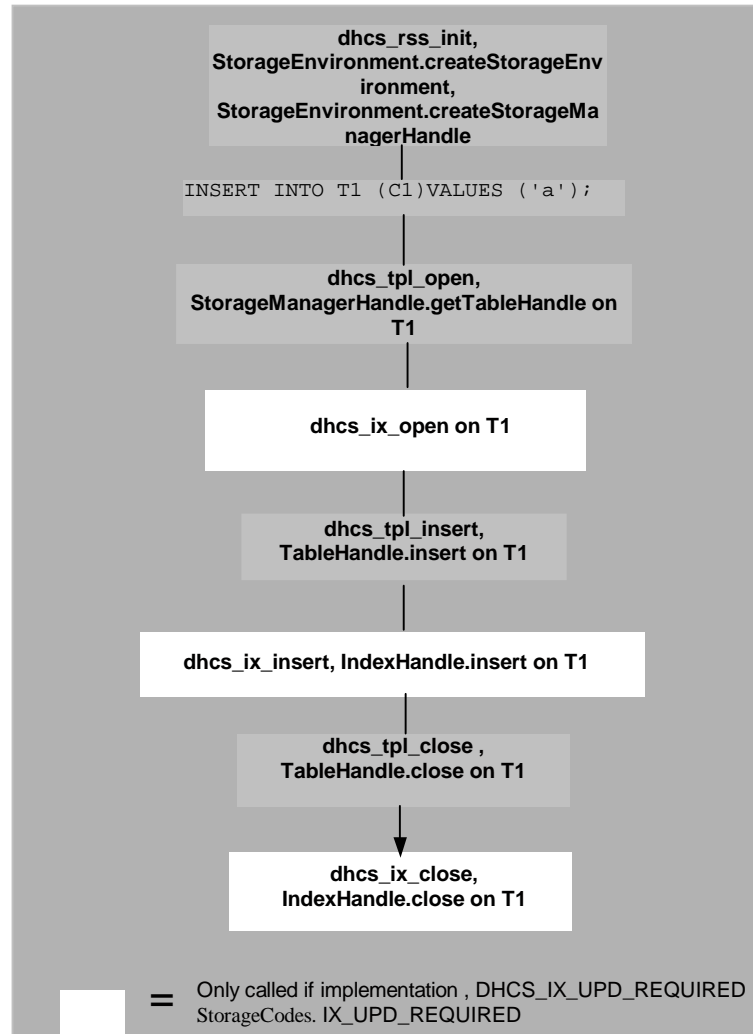 dhcs_rss_init,
StorageEnvironment.createStorageEnv
ironment,
StorageEnvironment.createStorageMa
nagerHandle
INSERT INTO T1 (C1)VALUES ('a');
dhcs_tpl_open,
StorageManagerHandle.getTableHandle on
T1
dhcs_ix_open on T1
dhcs_tpl_insert,
TableHandle.insert on T1
dhcs_ix_insert, IndexHandle.insert on T1
dhcs_tpl_close ,
TableHandle.close on T1
dhcs_ix_close,
IndexHandle.close on T1
= Only called if implementation , DHCS_IX_UPD_REQUIRED
StorageCodes. IX_UPD_REQUIRED